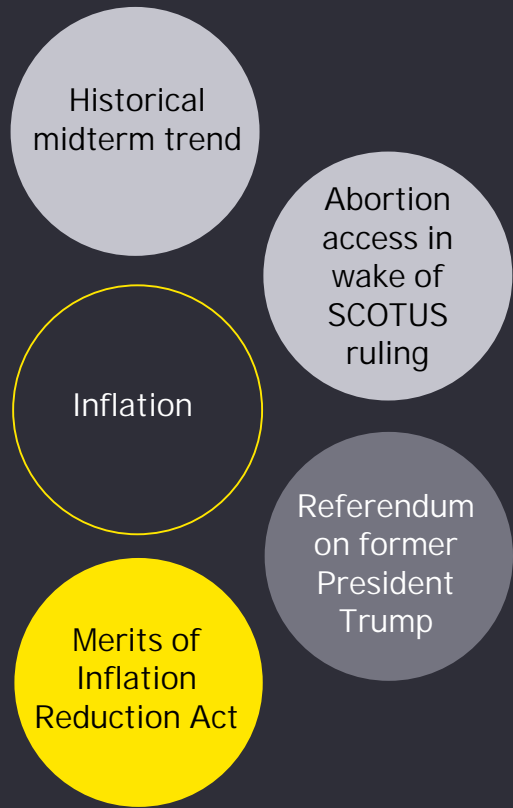 Historical
midterm trend
Abortion
access in
wake of
SCOTUS
ruling
Inflation
Referendum
on former
President
Trump
Merits of
Inflation
Reduction Act